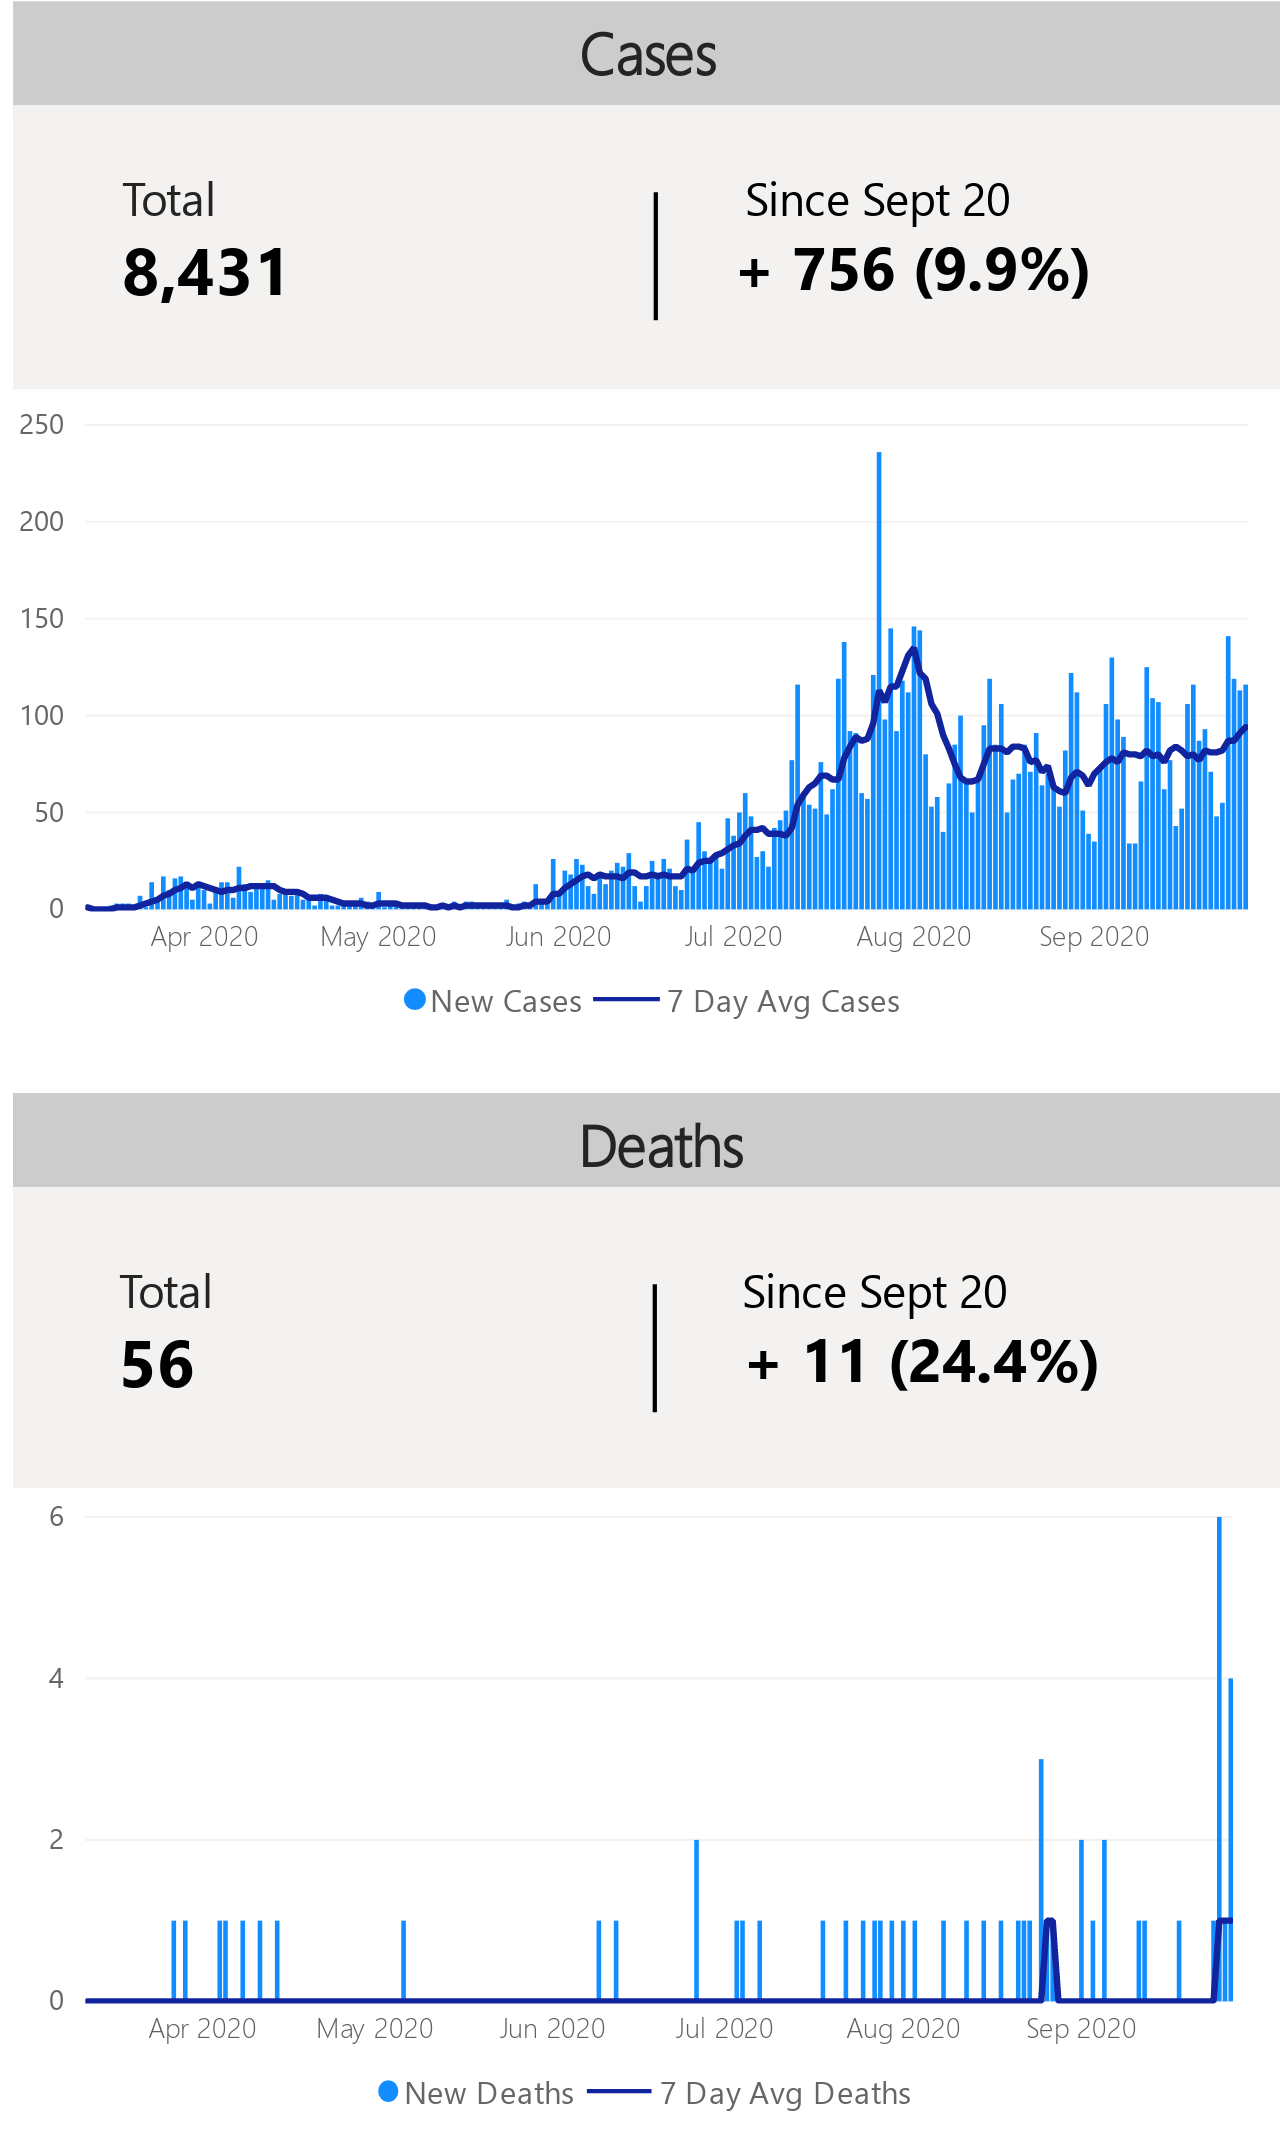 Cases
Total
Since Sept 20
8,431
+ 756 (9.9%)
250
200
150
100
50
0
Apr 2020 May 2020 Jun 2020 Jul 2020 Aug 2020 Sep 2020
New Cases 7 Day Avg Cases
Deaths
Total
Since Sept 20
56
+ 11 (24.4%)
6
4
2
0
Apr 2020 May 2020 Jun 2020 Jul 2020 Aug 2020 Sep 2020
New Deaths 7 Day Avg Deaths